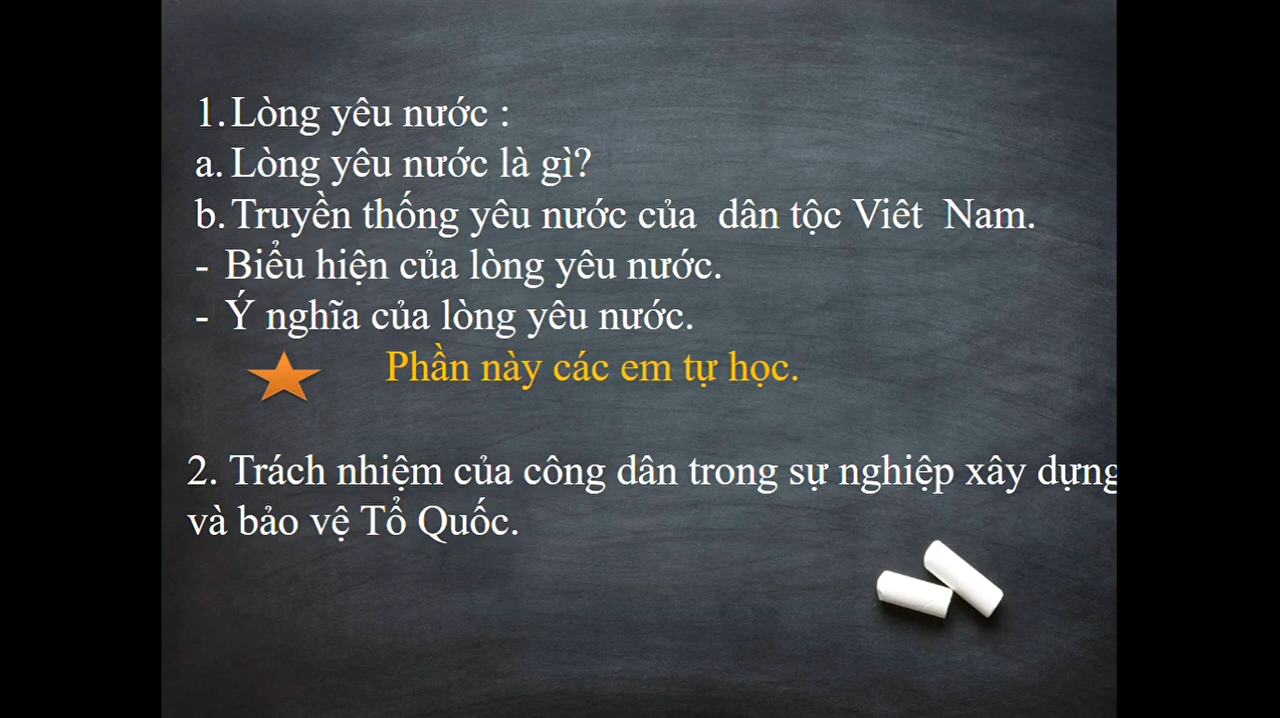 1. Lòng yêu nước :
a. Lòng yêu nước là gì?
b. Truyền thống yêu nước của dân tộc Viêt Nam.
- Biểu hiện của lòng yêu nước.
- Ý nghĩa của lòng yêu nước.
Phần này các em tự học.
2. Trách nhiệm của công dân trong sự nghiệp xây dựng
và bảo vệ Tổ Quốc.